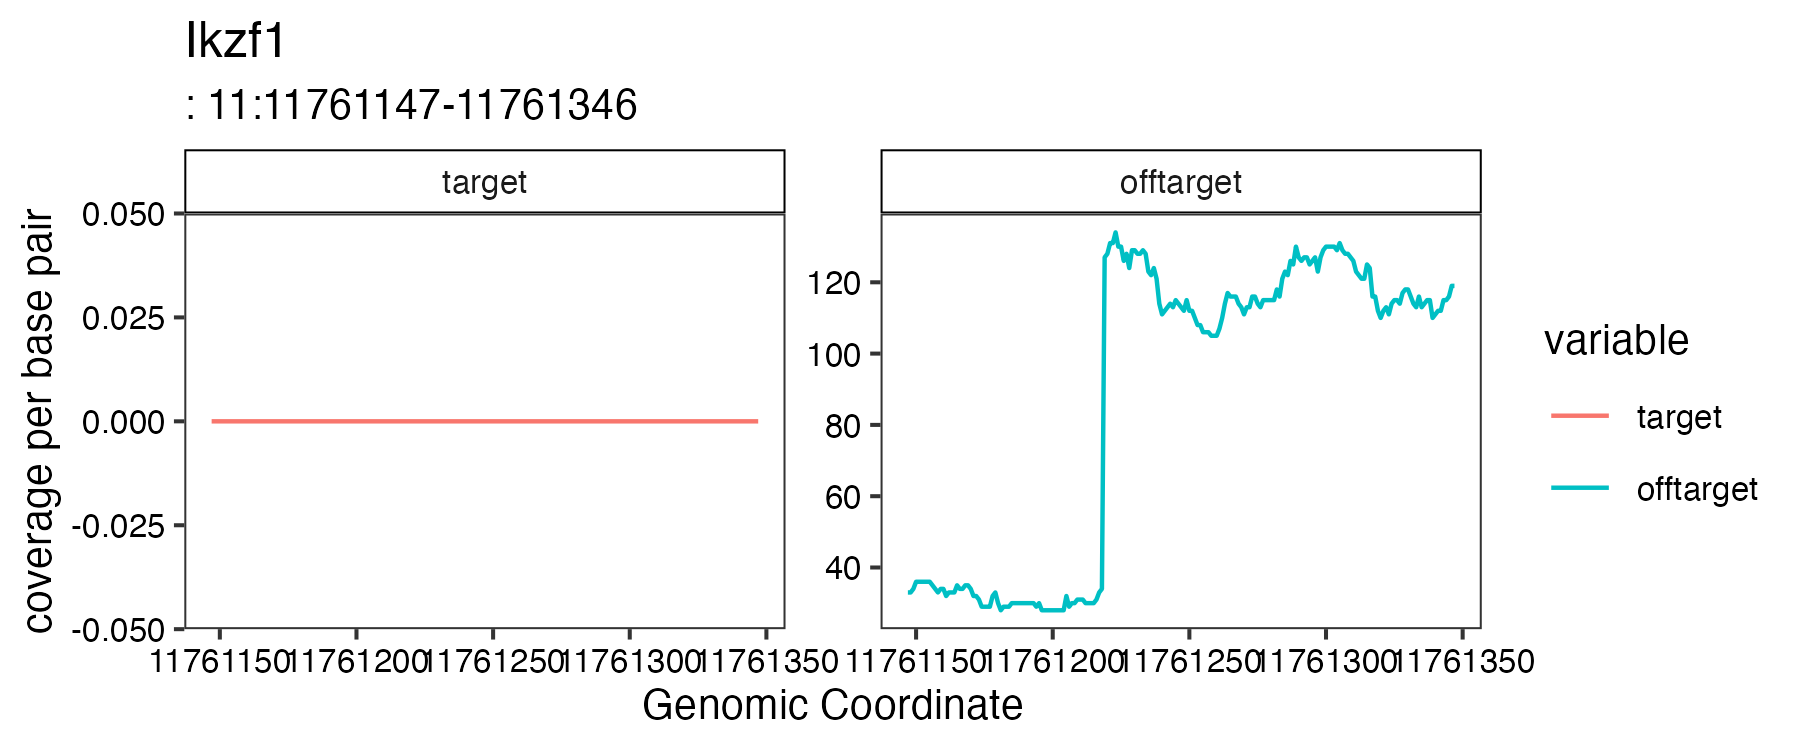 Ikzf1
: 11:11761147-11761346
target
offtarget
coverage per base pair
0.050
0.025
0.000
-0.025
-0.050
120
100
80
60
40
11761150 11761200 11761250 11761300 11761350
11761150 11761200 11761250 11761300 11761350
Genomic Coordinate
variable
target
offtarget